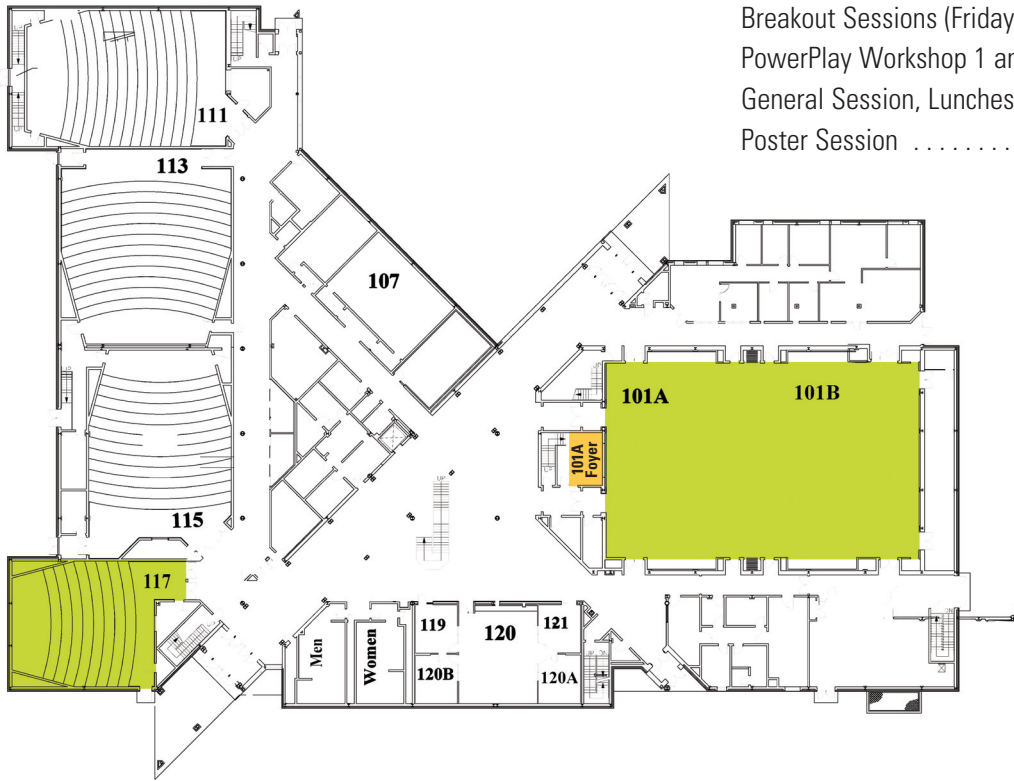 Breakout Sessions (Friday
PowerPlay Workshop 1 an
General Session, Lunches
Poster Session . . . . . . . .
111
113
107
101A
101B
101A
Foyer
UP
115
117
119
120
121
Men
Women
120B
120A